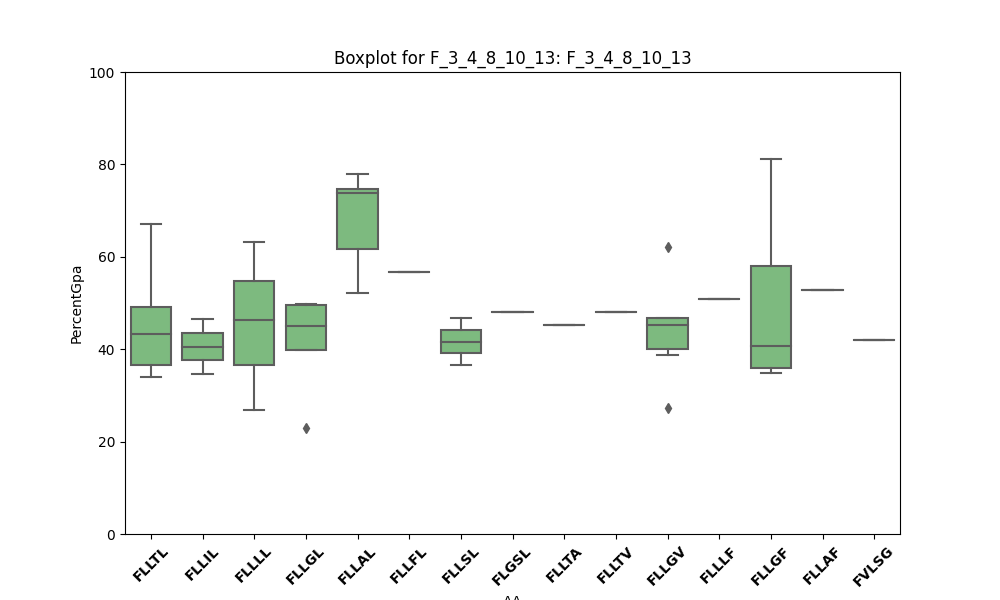 Boxplot for F_3_4_8_10_13: F_3_4_8_10_13
PercentGpa
100
80
60
40
20
0
FLLTL
FLLIL
FLLLL
FLLGL
FLLAL
FLLFL
FLLSL
FLGSL
FLLTA
FLLTV
FLLGV
FLLLF
FLLGF
FLLAF
FVLSG
AA